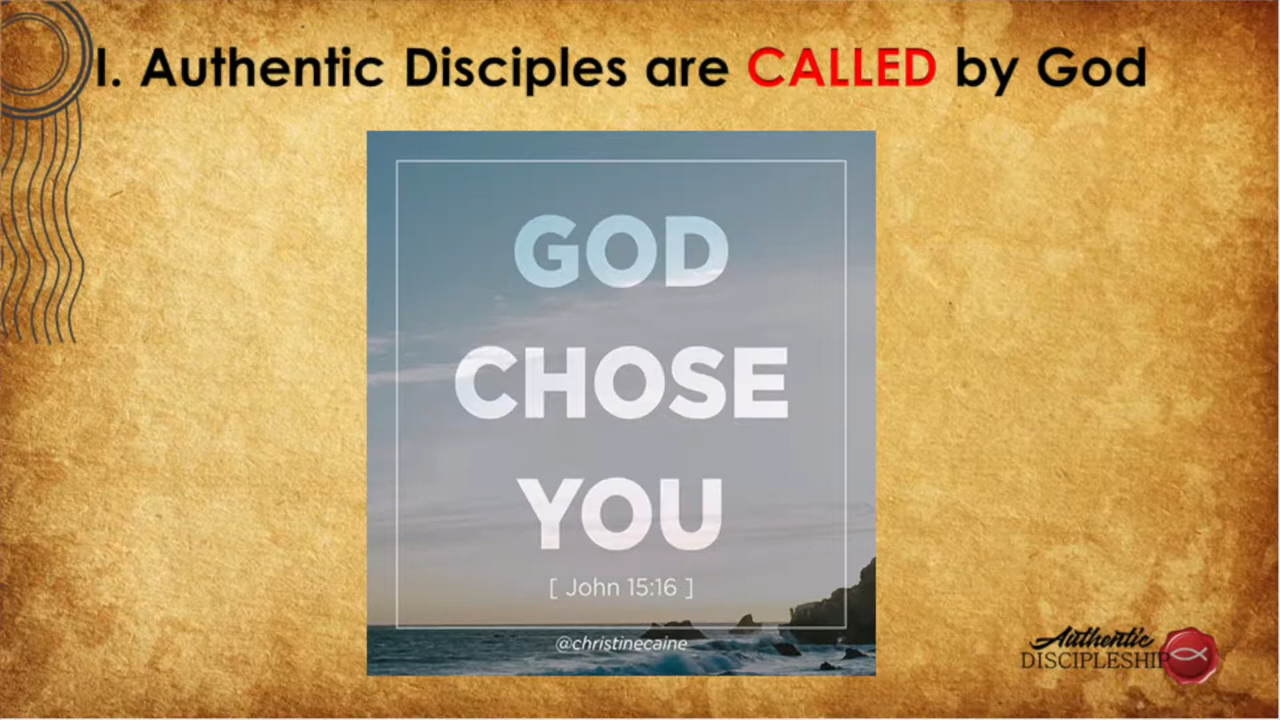 I. Authentic Disciples are CALLED by God
GOD
CHOSE
YOU
[ John 15:16 ]
@christinecaine
Authentic
DISCIPLESHIP